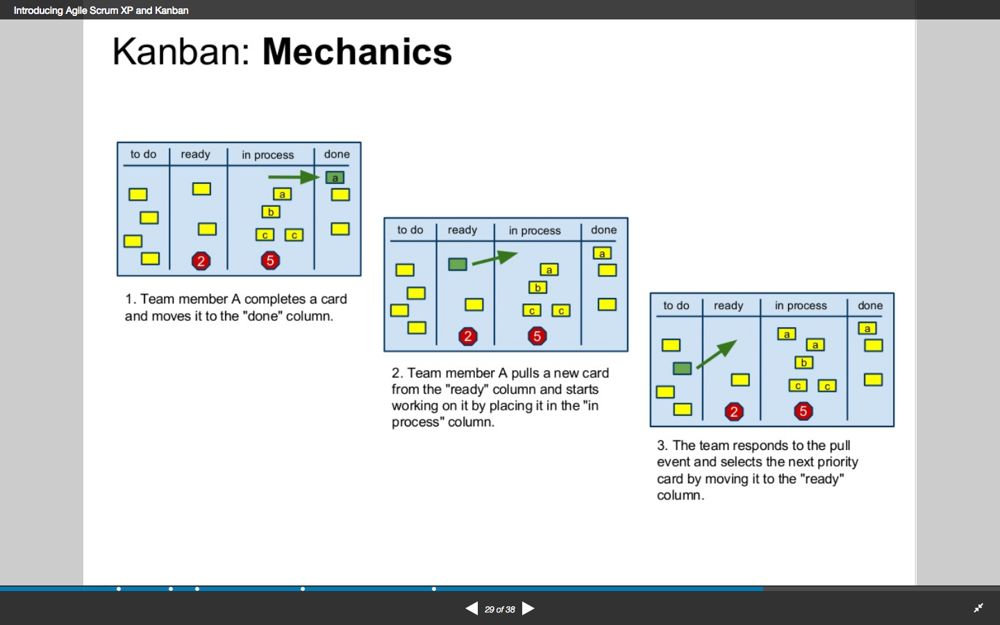 Introducing Agile Scrum XP and Kanban
Kanban: Mechanics
to do ready in process done
a
a
b
c c
2 5
1. Team member A completes a card
and moves it to the "done" column.
to do ready in process done
a
a
b
c c
2 5
2. Team member A pulls a new card
from the "ready" column and starts
working on it by placing it in the "in
process" column.
to do ready in process done
a
a
a
b
c c
2 5
3. The team responds to the pull
event and selects the next priority
card by moving it to the "ready"
column.
29 of 38